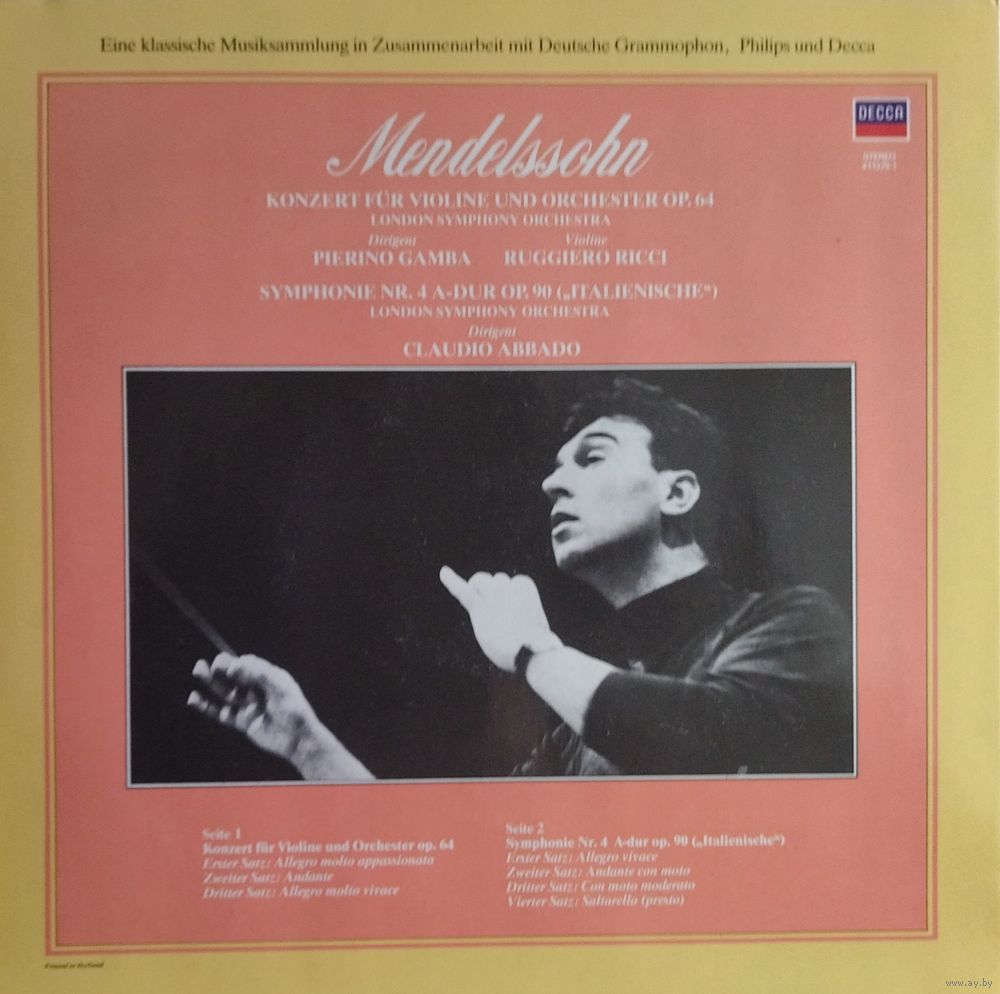 Eine klassische Musiksammlung in Zusammenarbeit mit Deutsche Grammophon, Philips und Decca
DECCA
STEREO
Mendelssohn
KONZERT FÜR VIOLINE UND ORCHESTER OP. 64
LONDON SYMPHONY ORCHESTRA
Dirigent Violine
PIERINO GAMBA RUGGIERO RICCI
SYMPHONIE NR. 4 A-DUR OP. 90 („ITALIENISCHE“)
LONDON SYMPHONY ORCHESTRA
Dirigent
CLAUDIO ABBADO
Seite 1
Konzert für Violine und Orchester op. 64
Erster Satz: Allegro molto appassionato
Zweiter Satz: Andante
Dritter Satz: Allegro molto vivace
Seite 2
Symphonie Nr. 4 A-dur op. 90 („Italienische“)
Erster Satz: Allegro vivace
Zweiter Satz: Andante con moto
Dritter Satz: Con moto moderato
Vierter Satz: Saltarello (presto)
in Holland
www.ay.by